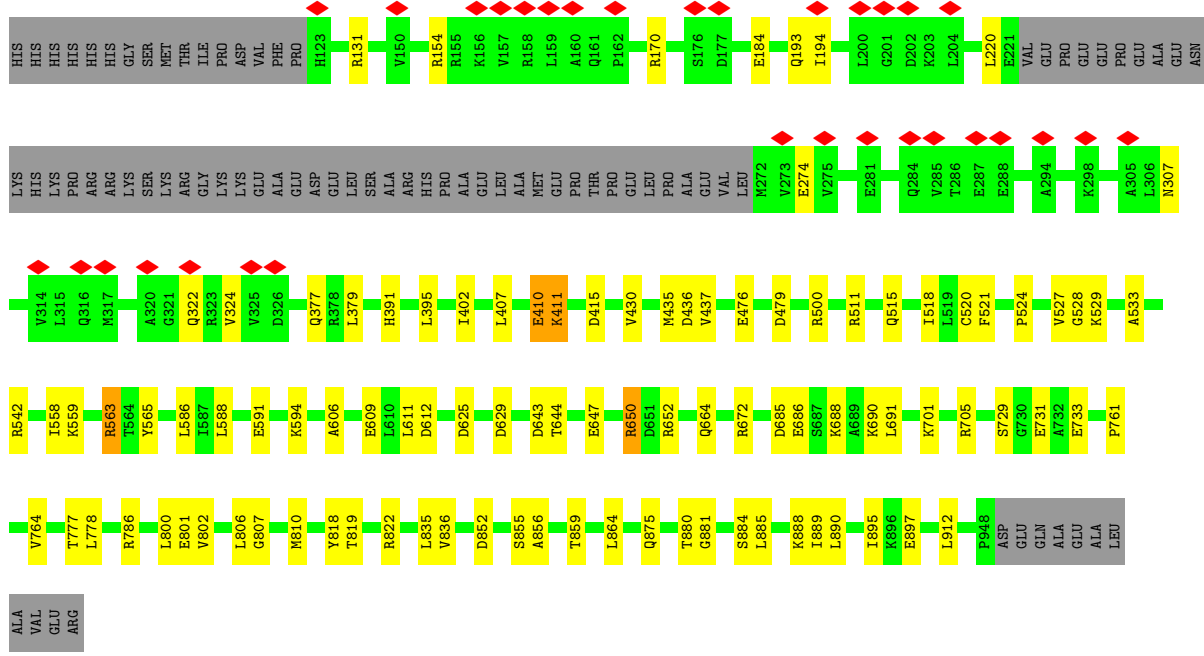 HIS HIS HIS HIS HIS HIS GLY SER MET THR ILE PRO ASP VAL PHE PRO H123 R131 V150 R154 R155 K156 V157 R158 L159 A160 Q161 P162 R170 S176 D177 E184 Q193 I194 L200 G201 D202 K203 L204 L220 E221 VAL GLU PRO GLU GLU PRO GLU ALA GLU ASN
LYS HIS LYS PRO ARG ARG LYS SER LYS ARG GLY LYS LYS GLU ALA GLU ASP GLU LEU SER ALA ARG HIS PRO ALA GLU LEU ALA MET GLU PRO THR PRO GLU LEU PRO ALA GLU VAL LEU M272 V273 E274 V275 E281 Q284 V285 T286 E287 E288 A294 K298 A305 L306 N307
V314 L315 Q316 M317 A320 G321 Q322 R323 V324 V325 D326 Q377 R378 L379 H391 L395 I402 L407 E410 K411 D415 V430 M435 D436 V437 E476 D479 R500 R511 Q515 I518 L519 C520 F521 P524 V527 G528 K529 A533
R542 I558 K559 R563 T564 Y565 L586 I587 L588 E591 K594 A606 E609 L610 L611 D612 D625 D629 D643 T644 E647 R650 D651 R652 Q664 R672 D685 E686 S687 K688 A689 K690 L691 K701 R705 S729 G730 E731 A732 E733 P761
V764 T777 L778 R786 L800 E801 V802 L806 G807 M810 Y818 T819 R822 L835 V836 D852 S855 A856 T859 L864 Q875 T880 G881 S884 L885 K888 I889 L890 I895 K896 E897 L912 P948 ASP GLU GLN ALA GLU ALA LEU
ALA VAL GLU ARG